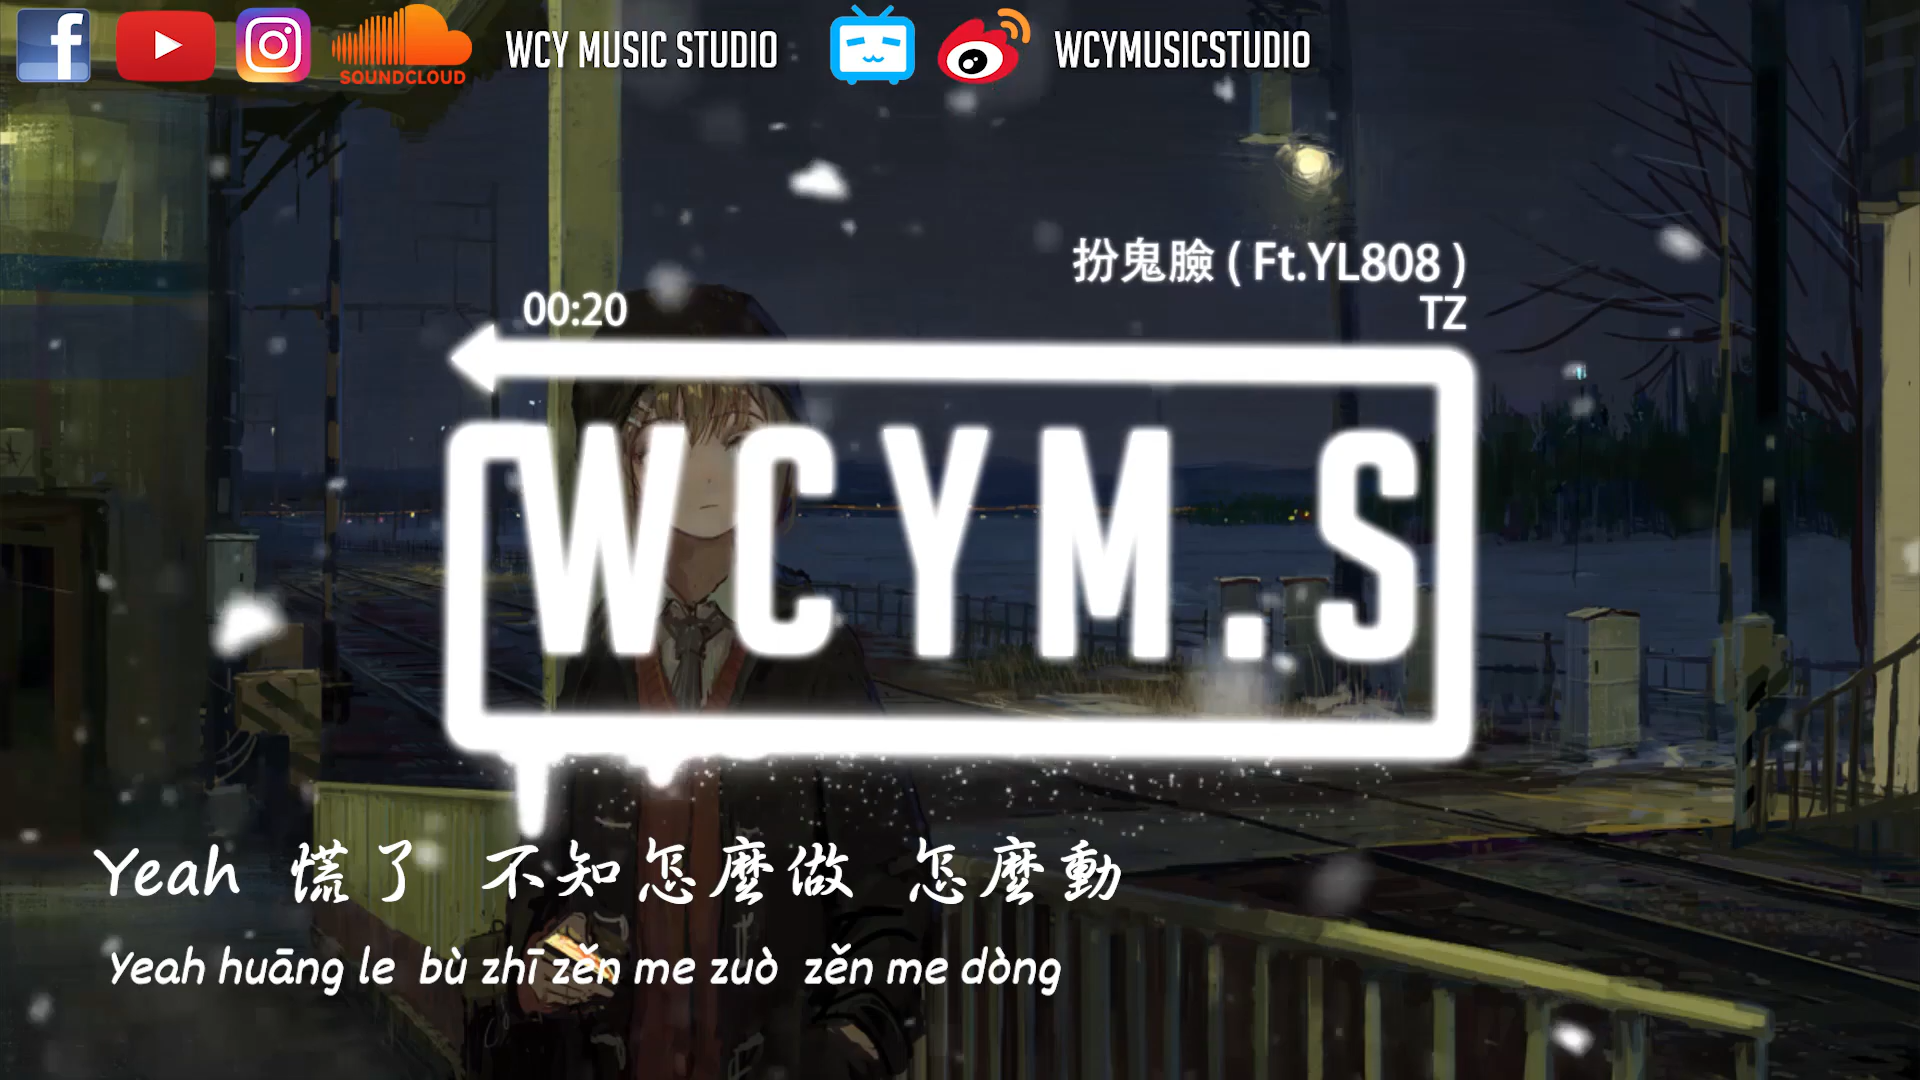 SOUNDCLOUD
WCY MUSIC STUDIO
WCYMUSICSTUDIO
扮鬼臉 ( Ft.YL808 )
00:20
TZ
WCYM.S
Yeah 慌了 不知怎麼做 怎麼動
Yeah huāng le bù zhī zěn me zuò zěn me dòng